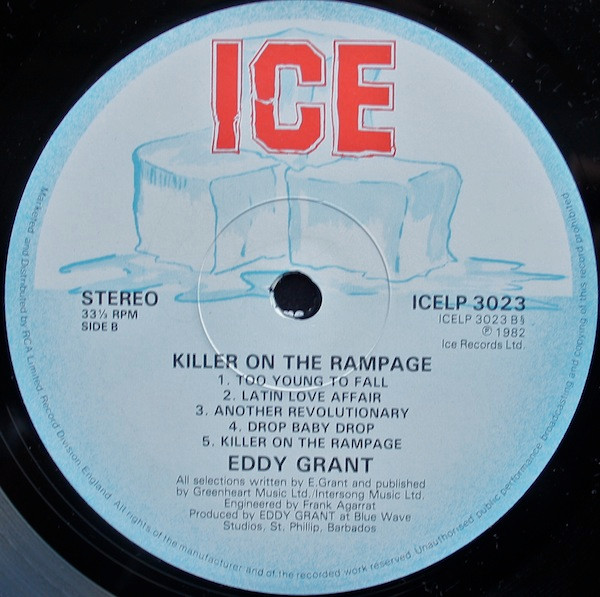 ICE
STEREO
33⅓ RPM
SIDE B
ICELP 3023
ICELP 3023 B§
℗ 1982
Ice Records Ltd.
KILLER ON THE RAMPAGE
1. TOO YOUNG TO FALL
2. LATIN LOVE AFFAIR
3. ANOTHER REVOLUTIONARY
4. DROP BABY DROP
5. KILLER ON THE RAMPAGE
EDDY GRANT
All selections written by E.Grant and published
by Greenheart Music Ltd./Intersong Music Ltd.
Engineered by Frank Agarrat
Produced by EDDY GRANT at Blue Wave
Studios, St. Phillip, Barbados
Marketed and Distributed by RCA Limited, Record Division, England. All rights of the manufacturer and of the recorded work reserved. Unauthorised public performance broadcasting and copying of this record prohibited